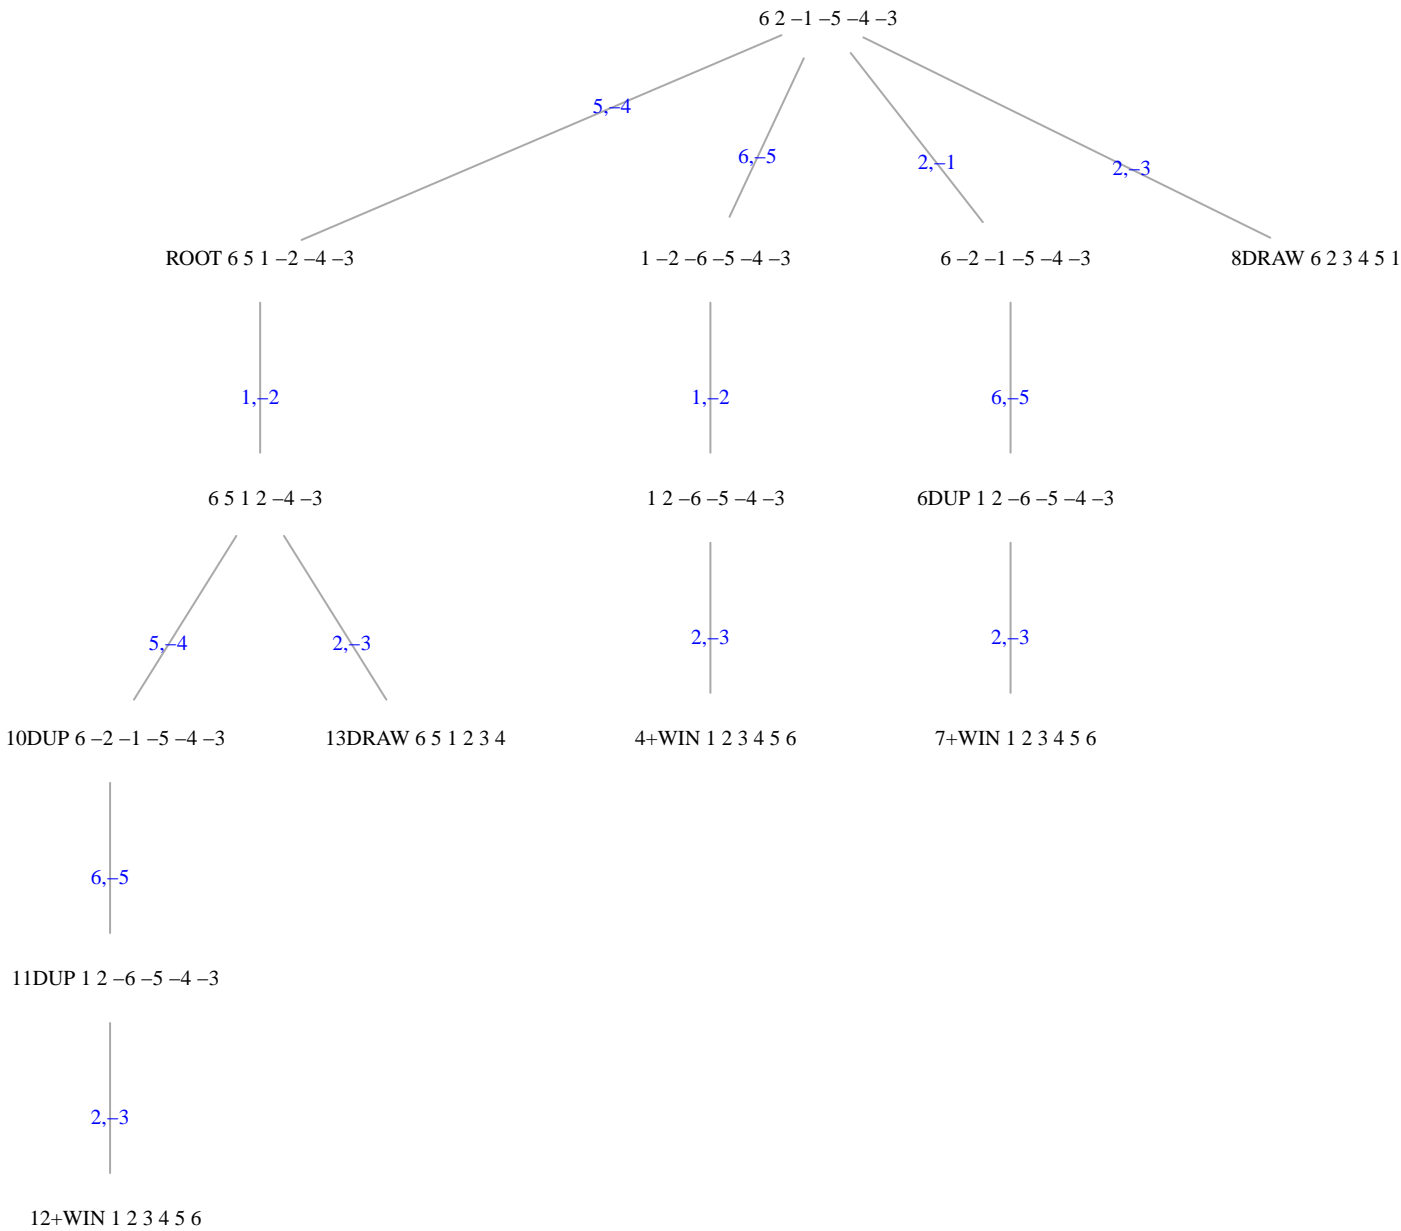 6 2 –1 –5 –4 –3
5,–4
6,–5
2,–1
2,–3
ROOT 6 5 1 –2 –4 –3
1 –2 –6 –5 –4 –3
6 –2 –1 –5 –4 –3
8DRAW 6 2 3 4 5 1
1,–2
1,–2
6,–5
6 5 1 2 –4 –3
1 2 –6 –5 –4 –3
6DUP 1 2 –6 –5 –4 –3
5,–4
2,–3
2,–3
2,–3
10DUP 6 –2 –1 –5 –4 –3
13DRAW 6 5 1 2 3 4
4+WIN 1 2 3 4 5 6
7+WIN 1 2 3 4 5 6
6,–5
11DUP 1 2 –6 –5 –4 –3
2,–3
12+WIN 1 2 3 4 5 6